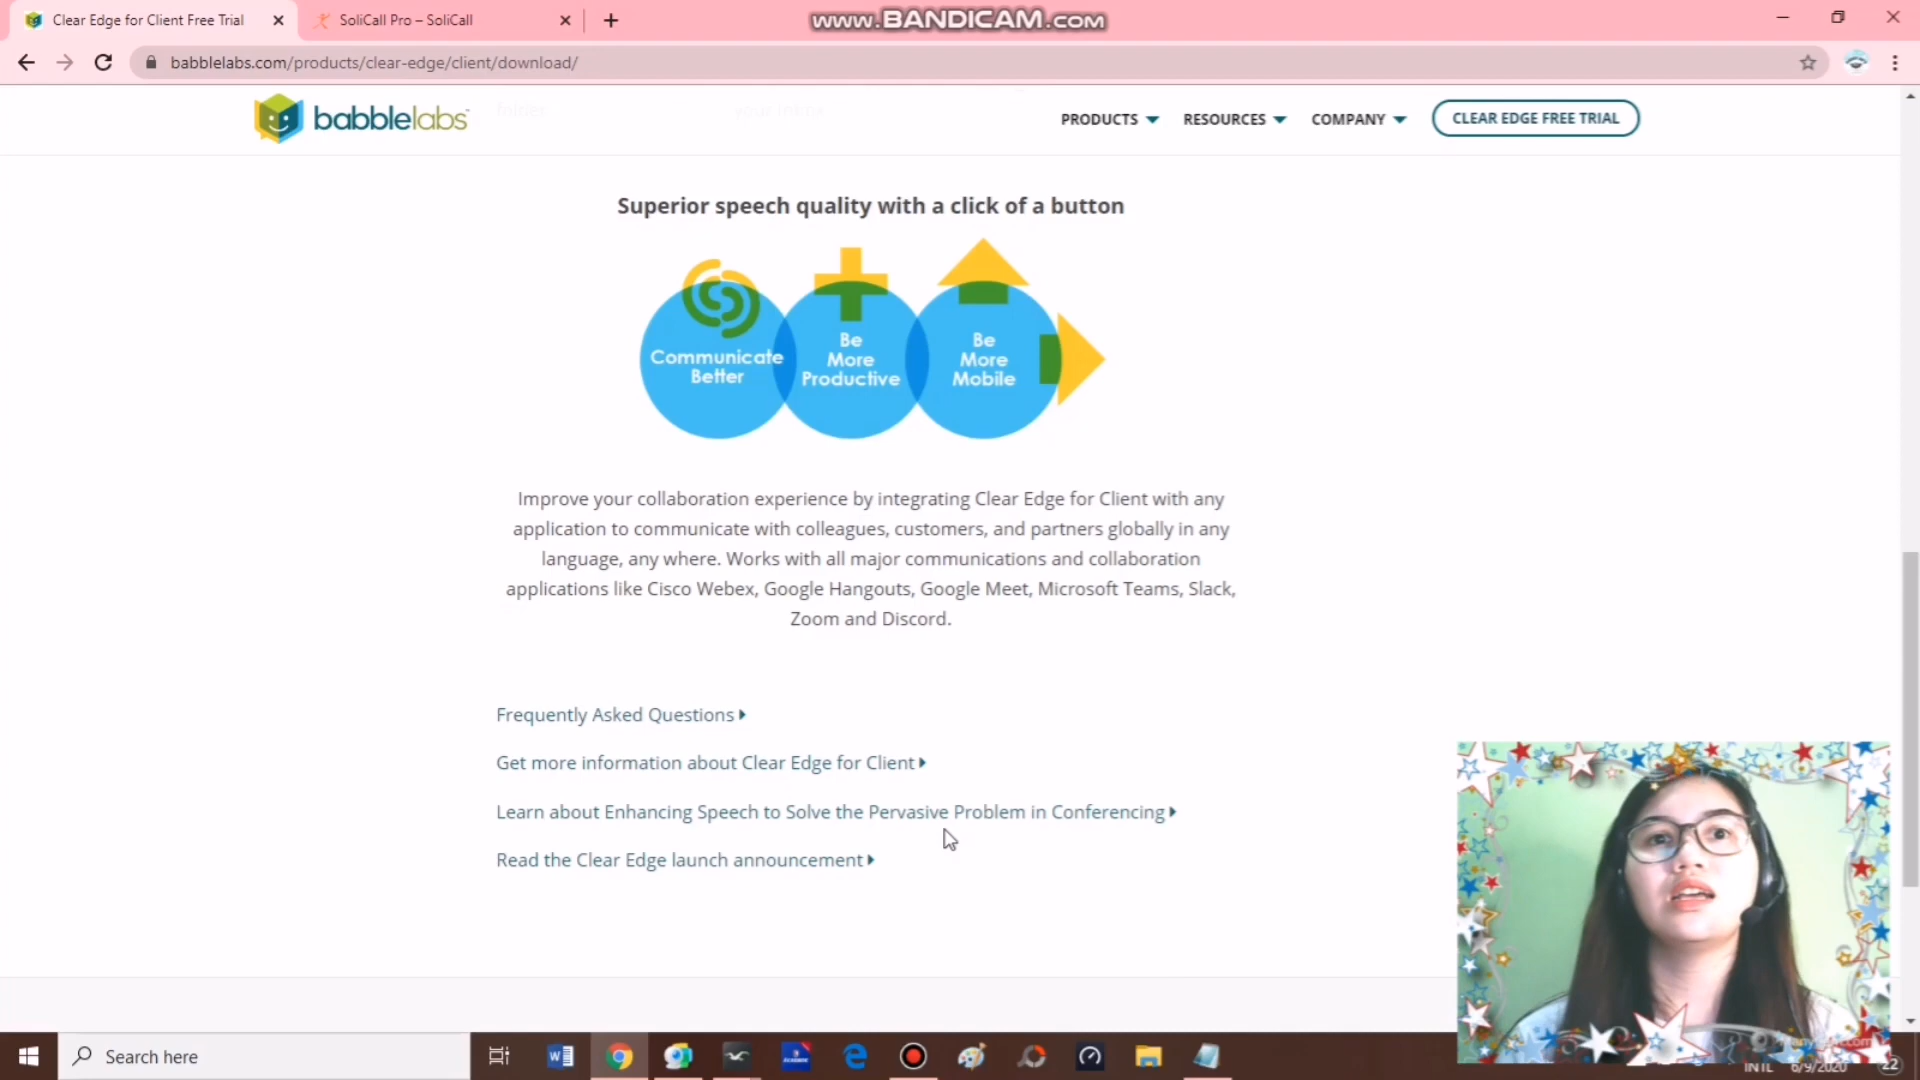 Clear Edge for Client Free Trial
SoliCall Pro – SoliCall
www.BANDICAM.com
babblelabs.com/products/clear-edge/client/download/
babblelabs
PRODUCTS
RESOURCES
COMPANY
CLEAR EDGE FREE TRIAL
Superior speech quality with a click of a button
Communicate
Better
Be
More
Productive
Be
More
Mobile
Improve your collaboration experience by integrating Clear Edge for Client with any
application to communicate with colleagues, customers, and partners globally in any
language, any where. Works with all major communications and collaboration
applications like Cisco Webex, Google Hangouts, Google Meet, Microsoft Teams, Slack,
Zoom and Discord.
Frequently Asked Questions
Get more information about Clear Edge for Client
Learn about Enhancing Speech to Solve the Pervasive Problem in Conferencing
Read the Clear Edge launch announcement
Search here
INTL 6/9/2020 22